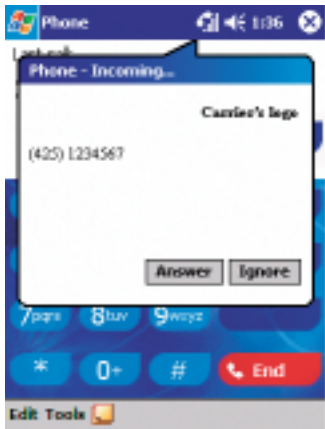 Phone 1:36
Last call:
Phone - Incoming...
Carrier's logo
(425) 1234567
Answer Ignore
7pqrs 8tuv 9wxyz
* 0+ # End
Edit Tools